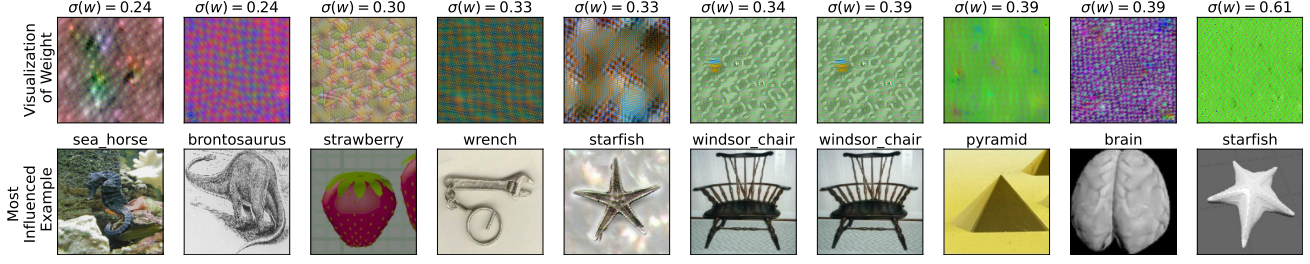 σ(w) = 0.24 σ(w) = 0.24 σ(w) = 0.30 σ(w) = 0.33 σ(w) = 0.33 σ(w) = 0.34 σ(w) = 0.39 σ(w) = 0.39 σ(w) = 0.39 σ(w) = 0.61
Visualization
of Weight
sea_horse brontosaurus strawberry wrench starfish windsor_chair windsor_chair pyramid brain starfish
Most
Influenced
Example